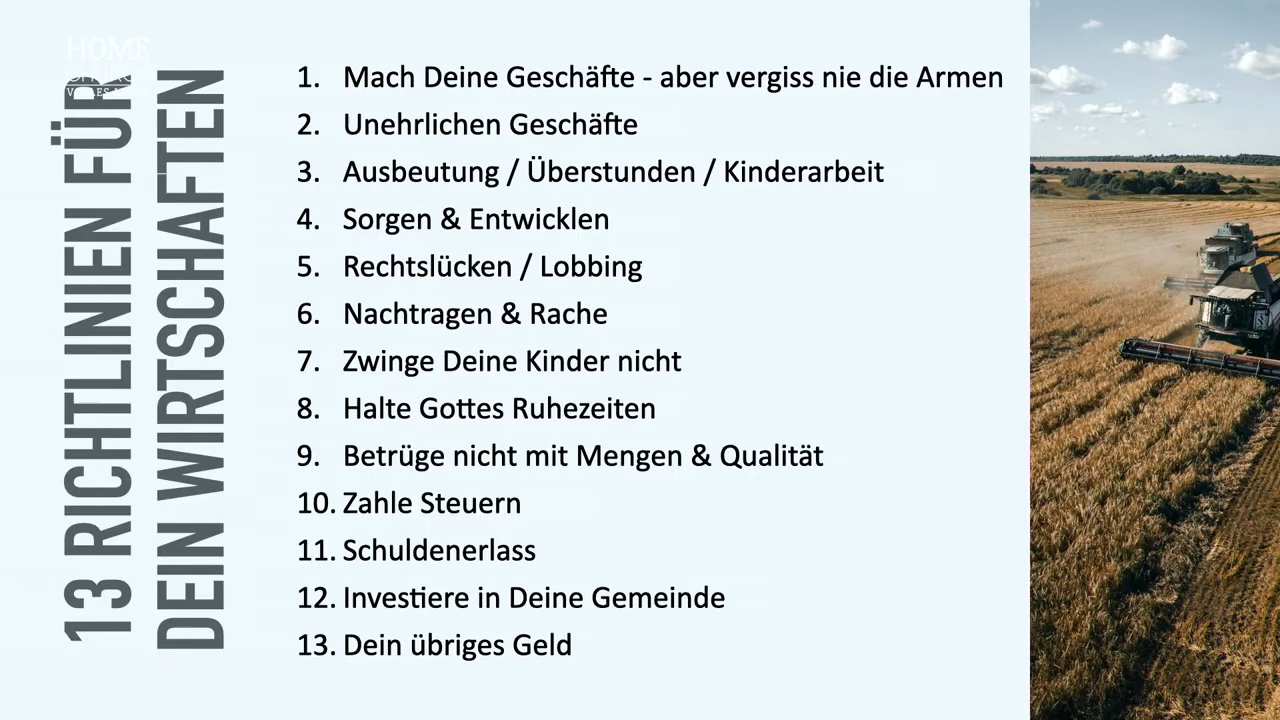 HOME
13 RICHTLINIEN FÜR
DEIN WIRTSCHAFTEN
1. Mach Deine Geschäfte - aber vergiss nie die Armen
2. Unehrlichen Geschäfte
3. Ausbeutung / Überstunden / Kinderarbeit
4. Sorgen & Entwicklen
5. Rechtslücken / Lobbing
6. Nachtragen & Rache
7. Zwinge Deine Kinder nicht
8. Halte Gottes Ruhezeiten
9. Betrüge nicht mit Mengen & Qualität
10. Zahle Steuern
11. Schuldenerlass
12. Investiere in Deine Gemeinde
13. Dein übriges Geld